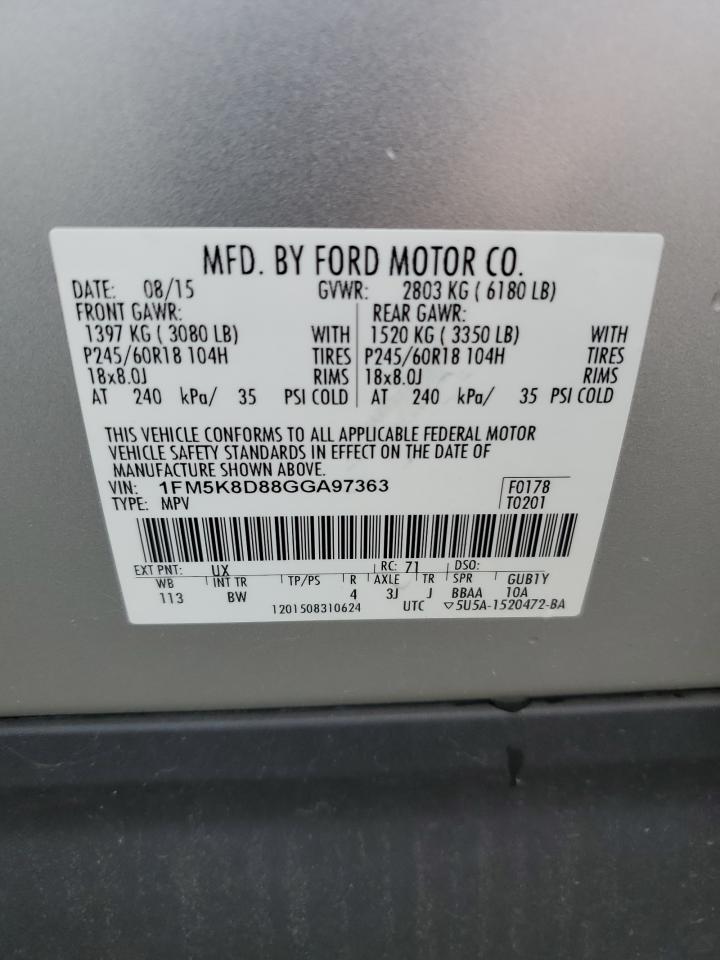 MFD. BY FORD MOTOR CO.
DATE: 08/15 GVWR: 2803 KG ( 6180 LB)
FRONT GAWR: REAR GAWR:
1397 KG ( 3080 LB) WITH 1520 KG ( 3350 LB) WITH
P245/60R18 104H TIRES P245/60R18 104H TIRES
18x8.0J RIMS 18x8.0J RIMS
AT 240 kPa/ 35 PSI COLD AT 240 kPa/ 35 PSI COLD
THIS VEHICLE CONFORMS TO ALL APPLICABLE FEDERAL MOTOR
VEHICLE SAFETY STANDARDS IN EFFECT ON THE DATE OF
MANUFACTURE SHOWN ABOVE.
VIN: 1FM5K8D88GGA97363 F0178
TYPE: MPV T0201
EXT PNT: UX RC: 71 DSO:
WB INT TR TP/PS R AXLE TR SPR GUB1Y
113 BW 4 3J J BBAA 10A
1201508310624 UTC ▽5U5A-1520472-BA